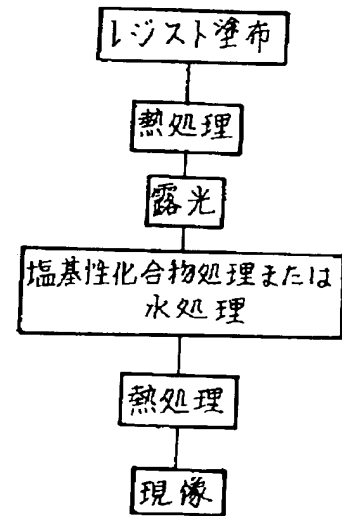 レジスト塗布
熱処理
露光
塩基性化合物処理または
水処理
熱処理
現像